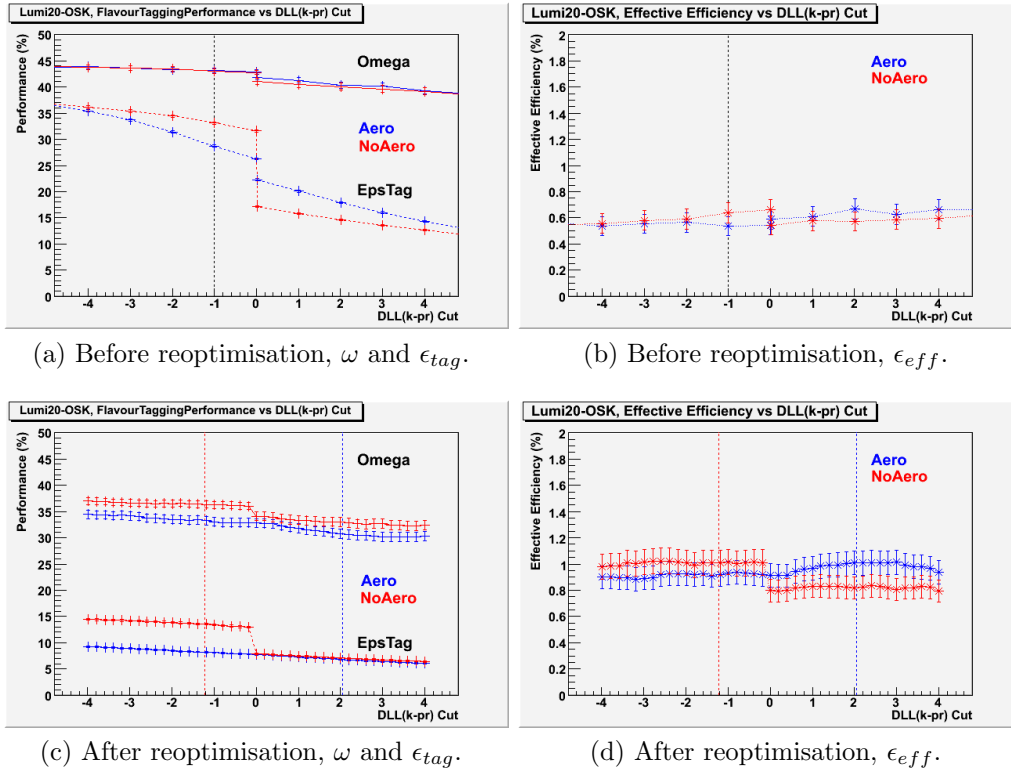 Lumi20-OSK, FlavourTaggingPerformance vs DLL(k-pr) Cut
Performance (%)
50
45
40
35
30
25
20
15
10
5
0
Omega
Aero
NoAero
EpsTag
-4 -3 -2 -1 0 1 2 3 4
DLL(k-pr) Cut
(a) Before reoptimisation, ω and ϵ_{tag}.
Lumi20-OSK, Effective Efficiency vs DLL(k-pr) Cut
Effective Efficiency (%)
2
1.8
1.6
1.4
1.2
1
0.8
0.6
0.4
0.2
0
Aero
NoAero
-4 -3 -2 -1 0 1 2 3 4
DLL(k-pr) Cut
(b) Before reoptimisation, ϵ_{eff}.
Lumi20-OSK, FlavourTaggingPerformance vs DLL(k-pr) Cut
Performance (%)
50
45
40
35
30
25
20
15
10
5
0
Omega
Aero
NoAero
EpsTag
-4 -3 -2 -1 0 1 2 3 4
DLL(k-pr) Cut
(c) After reoptimisation, ω and ϵ_{tag}.
Lumi20-OSK, Effective Efficiency vs DLL(k-pr) Cut
Effective Efficiency (%)
2
1.8
1.6
1.4
1.2
1
0.8
0.6
0.4
0.2
0
Aero
NoAero
-4 -3 -2 -1 0 1 2 3 4
DLL(k-pr) Cut
(d) After reoptimisation, ϵ_{eff}.